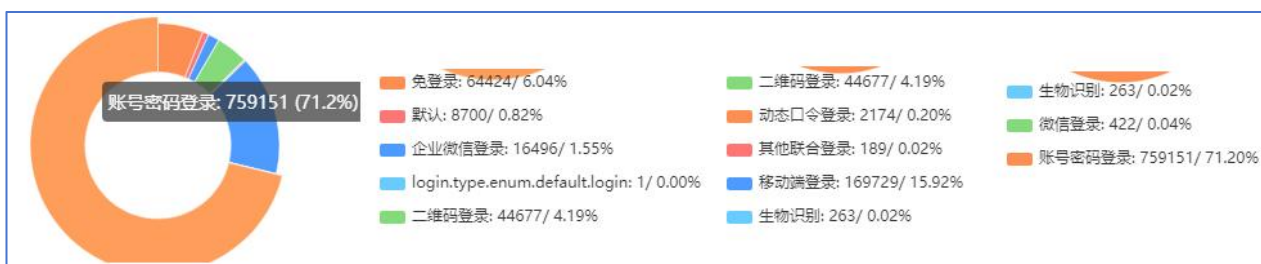 账号密码登录: 759151 (71.2%)
免登录: 64424/ 6.04%
默认: 8700/ 0.82%
企业微信登录: 16496/ 1.55%
login.type.enum.default.login: 1/ 0.00%
二维码登录: 44677/ 4.19%
二维码登录: 44677/ 4.19%
动态口令登录: 2174/ 0.20%
其他联合登录: 189/ 0.02%
移动端登录: 169729/ 15.92%
生物识别: 263/ 0.02%
生物识别: 263/ 0.02%
微信登录: 422/ 0.04%
账号密码登录: 759151/ 71.20%